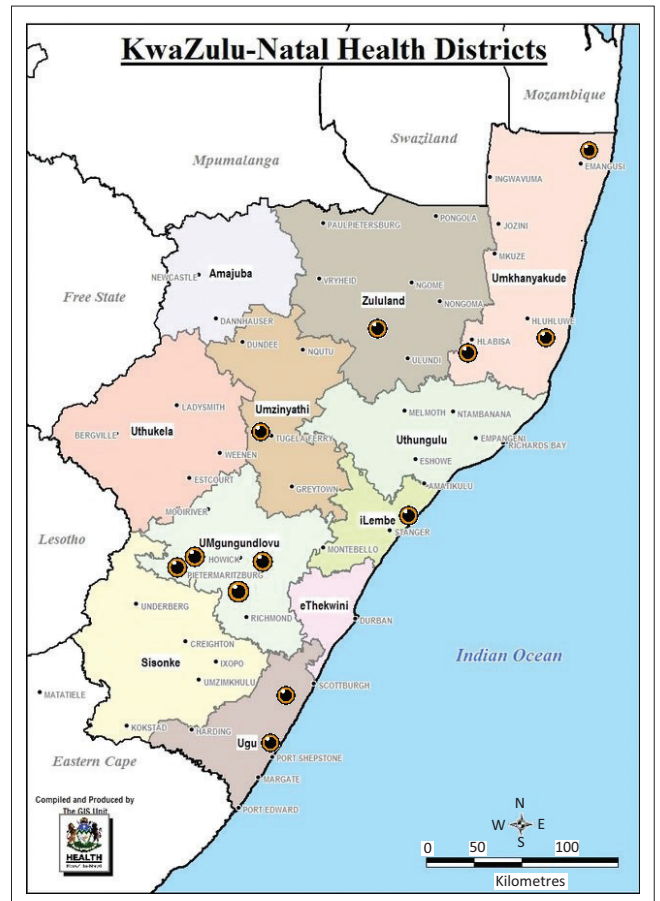 KwaZulu-Natal Health Districts
Mozambique
Swaziland
Mpumalanga
EMANGUSI
INGWAVUMA
PONGOLA
PAULPIETERSBURG
JOZINI
MKUZE
Amajuba
NEWCASTLE
VRYHEID
NGOME
Umkhanyakude
Free State
Zululand
NONGOMA
DANNHAUSER
HLUHLUWE
DUNDEE
HLABISA
NQUTU
ULUNDI
LADYSMITH
Umzinyathi
MELMOTH
NTAMBANANA
BERGVILLE
Uthukela
TUGELA FERRY
Uthungulu
EMPANGENI
RICHARDS BAY
WEENEN
ESHOWE
ESTCOURT
GREYTOWN
AMATIKULU
MOOIRIVER
iLembe
Lesotho
UMgungundlovu
STANGER
MONTEBELLO
HOWICK
PIETERMARITZBURG
UNDERBERG
eThekwini
RICHMOND
DURBAN
CREIGHTON
Sisonke
IXOPO
Indian Ocean
UMZIMKHULU
SCOTTBURGH
MATATIELE
KOKSTAD
HARDING
Ugu
PORT SHEPSTONE
Eastern Cape
MARGATE
Compiled and Produced by
The GIS Unit
PORT EDWARD
N
W E
S
HEALTH
KwaZulu-Natal
0 50 100
Kilometres